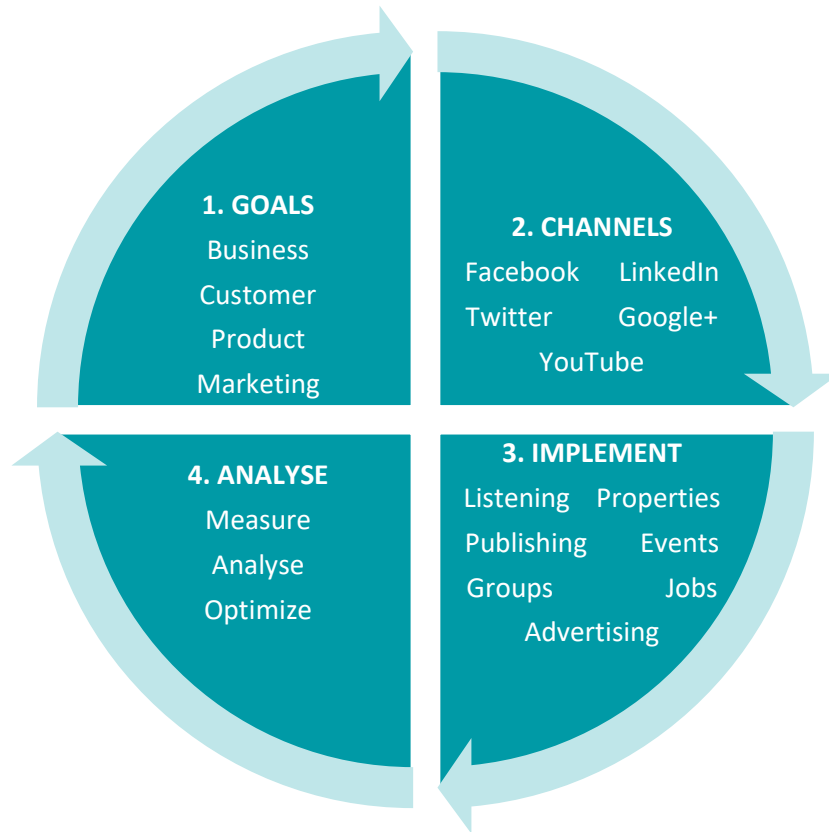 1. GOALS
Business
Customer
Product
Marketing
2. CHANNELS
Facebook LinkedIn
Twitter Google+
YouTube
3. IMPLEMENT
Listening Properties
Publishing Events
Groups Jobs
Advertising
4. ANALYSE
Measure
Analyse
Optimize